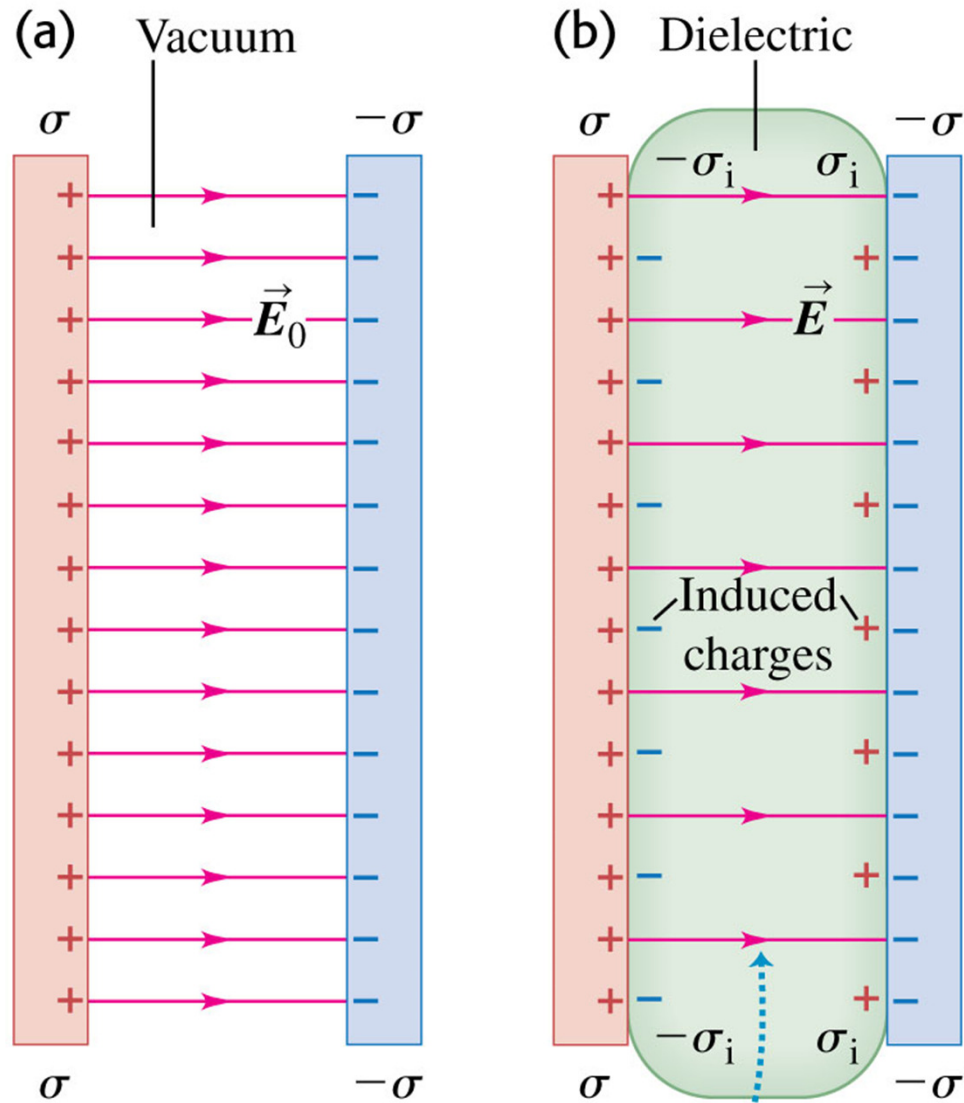 (a) Vacuum
σ −σ
E⃗₀
σ −σ
(b) Dielectric
σ −σ
−σᵢ σᵢ
E⃗
Induced
charges
−σᵢ σᵢ
σ −σ